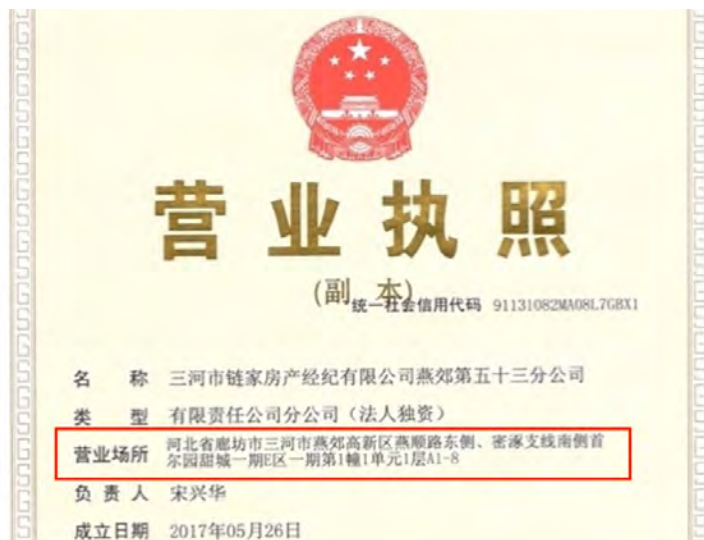 营业执照
(副 本)
统一社会信用代码 91131082MA08L7GBX1
名 称 三河市链家房产经纪有限公司燕郊第五十三分公司
类 型 有限责任公司分公司（法人独资）
营业场所 河北省廊坊市三河市燕郊高新区燕顺路东侧、密涿支线南侧首
尔园甜城一期E区一期第1幢1单元1层A1-8
负 责 人 宋兴华
成立日期 2017年05月26日